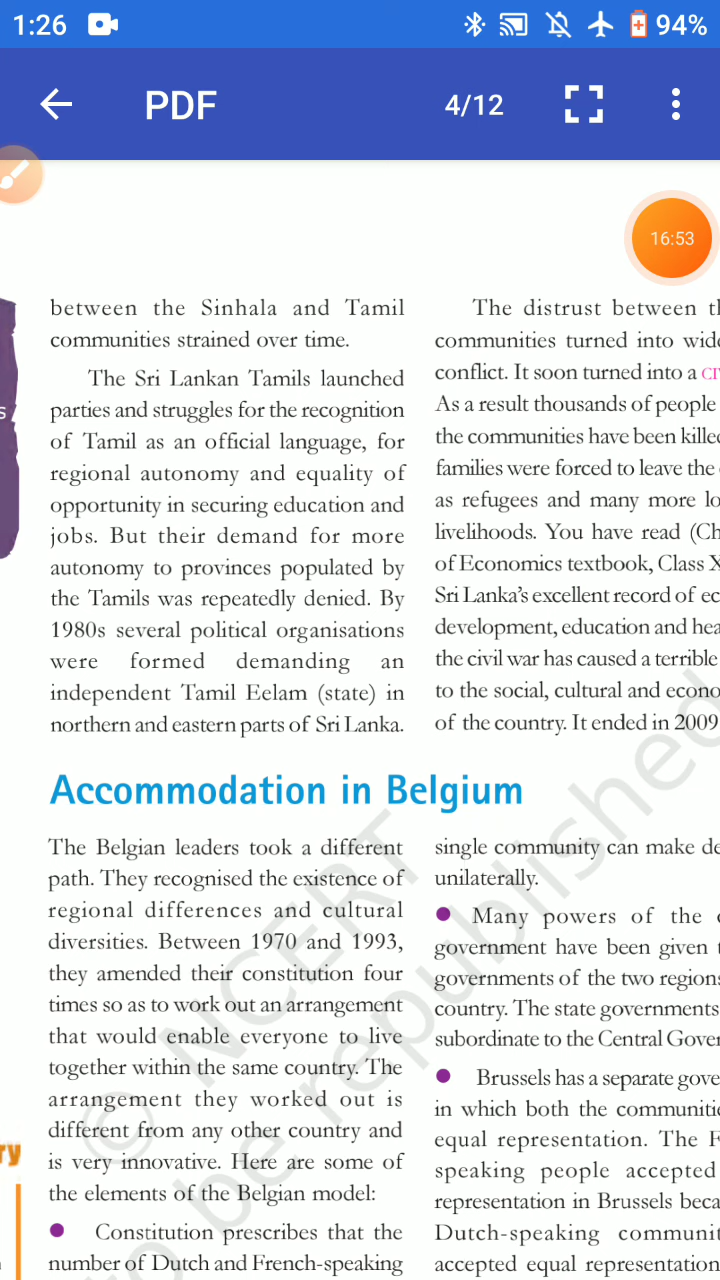 1:26
94%
PDF
4/12
16:53
between the Sinhala and Tamil
communities strained over time.
The Sri Lankan Tamils launched
parties and struggles for the recognition
of Tamil as an official language, for
regional autonomy and equality of
opportunity in securing education and
jobs. But their demand for more
autonomy to provinces populated by
the Tamils was repeatedly denied. By
1980s several political organisations
were formed demanding an
independent Tamil Eelam (state) in
northern and eastern parts of Sri Lanka.
The distrust between
communities turned into
conflict. It soon turned into a
As a result thousands of people
the communities have been
families were forced to leave the
as refugees and many more
livelihoods. You have read
of Economics textbook, Class
Sri Lanka's excellent record of
development, education and
the civil war has caused a terrible
to the social, cultural and
of the country. It ended in 2009
Accommodation in Belgium
The Belgian leaders took a different
path. They recognised the existence of
regional differences and cultural
diversities. Between 1970 and 1993,
they amended their constitution four
times so as to work out an arrangement
that would enable everyone to live
together within the same country. The
arrangement they worked out is
different from any other country and
is very innovative. Here are some of
the elements of the Belgian model:
● Constitution prescribes that the
number of Dutch and French-speaking
single community can make
unilaterally.
● Many powers of the
government have been given
governments of the two
country. The state governments
subordinate to the Central
● Brussels has a separate
in which both the
equal representation. The
speaking people accepted
representation in Brussels
Dutch-speaking
accepted equal representation
© NCERT
to be republished